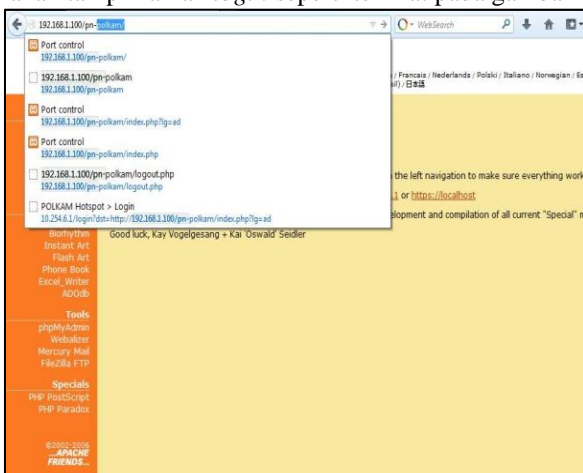 192.168.1.100/pn-polkam/
WebSearch
Port control
192.168.1.100/pn-polkam/
192.168.1.100/pn-polkam
192.168.1.100/pn-polkam
Port control
192.168.1.100/pn-polkam/index.php?lg=ad
Port control
192.168.1.100/pn-polkam/index.php
192.168.1.100/pn-polkam/logout.php
192.168.1.100/pn-polkam/logout.php
POLKAM Hotspot > Login
10.254.6.1/login?dst=http://192.168.1.100/pn-polkam/index.php?lg=ad
/ Francais / Nederlands / Polski / Italiano / Norwegian / Es
/ 日本語
the left navigation to make sure everything work
.1 or https://localhost
elopment and compilation of all current "Special" m
Good luck, Kay Vogelgesang + Kai 'Oswald' Seidler
Biorhythm
Instant Art
Flash Art
Phone Book
Excel_Writer
ADOdb
Tools
phpMyAdmin
Webalizer
Mercury Mail
FileZilla FTP
Specials
PHP PostScript
PHP Paradox
©2002-2006
...APACHE
FRIENDS...